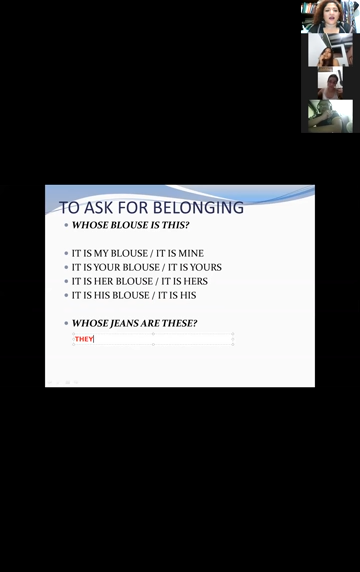 TO ASK FOR BELONGING
WHOSE BLOUSE IS THIS?
IT IS MY BLOUSE / IT IS MINE
IT IS YOUR BLOUSE / IT IS YOURS
IT IS HER BLOUSE / IT IS HERS
IT IS HIS BLOUSE / IT IS HIS
WHOSE JEANS ARE THESE?
THEY